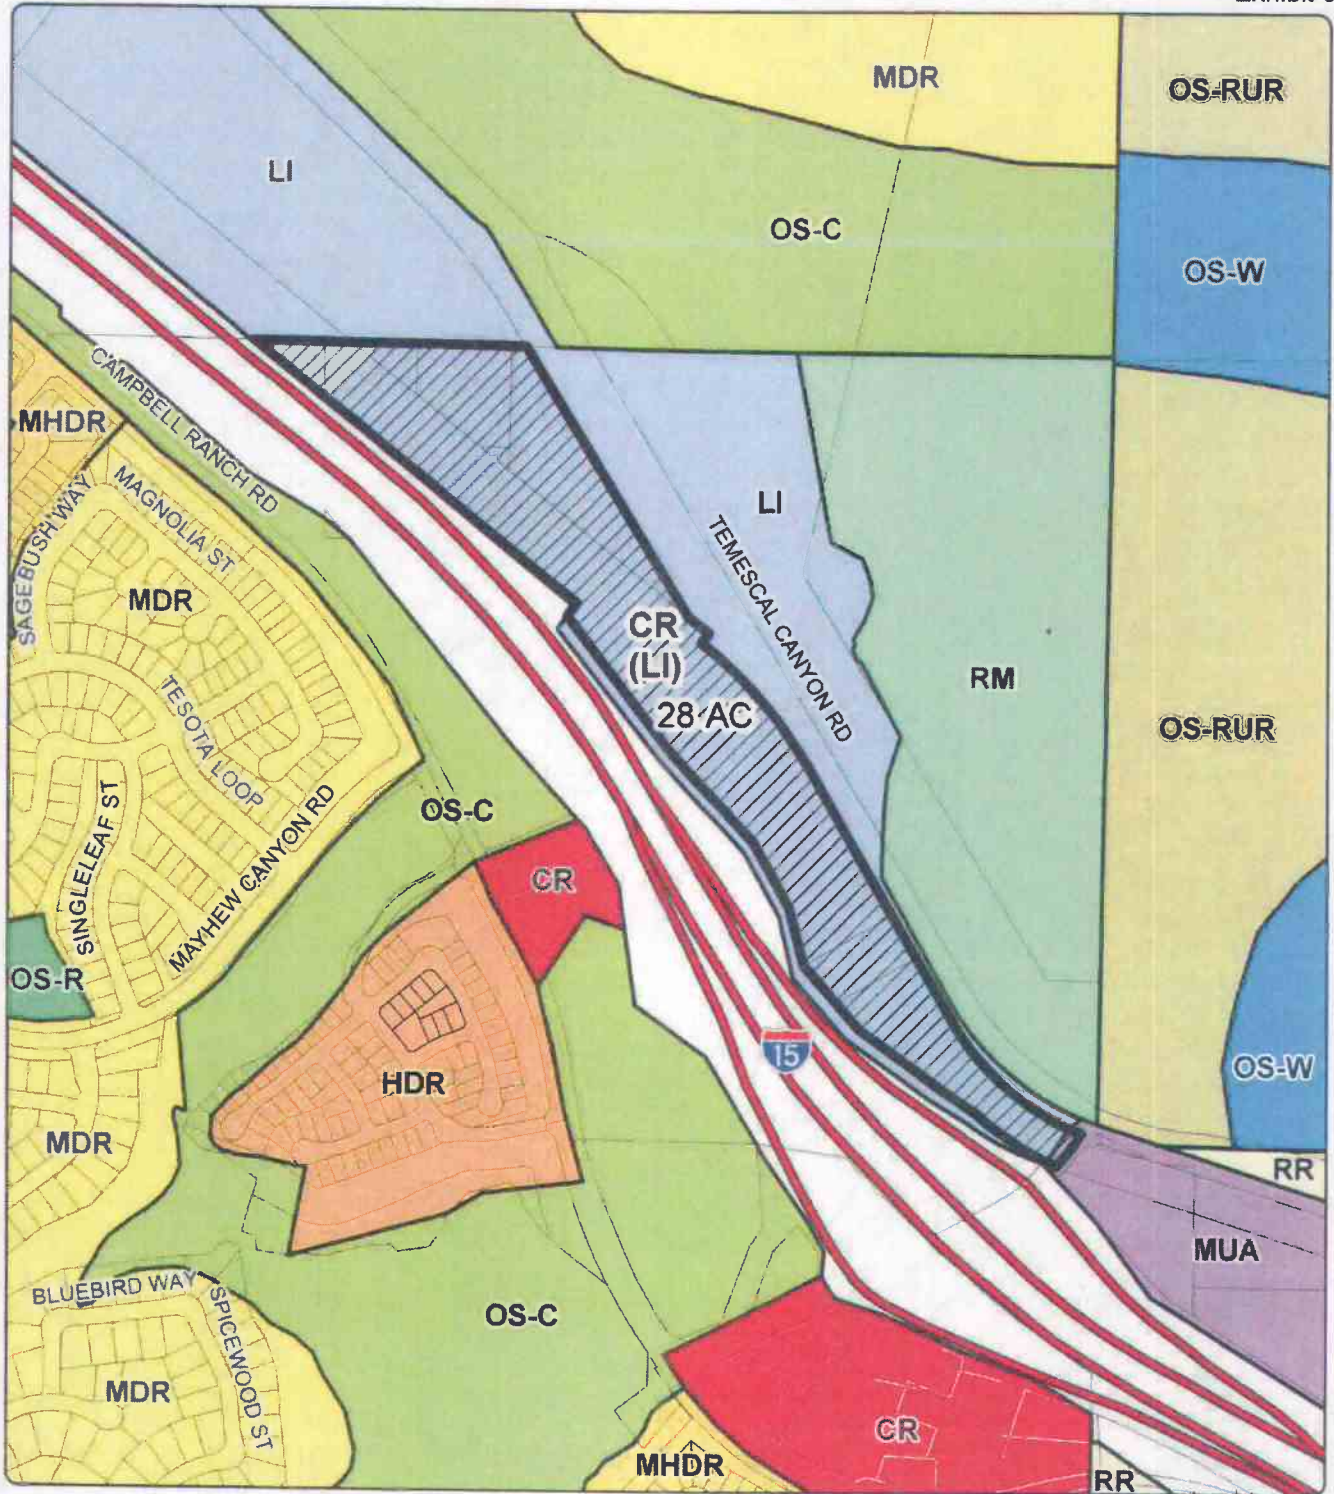 MDR
OS-RUR
LI
OS-C
OS-W
CAMPBELL RANCH RD
MHDR
MAGNOLIA ST
SAGEBUSH WAY
LI
TEMESCAL CANYON RD
MDR
CR
(LI)
28 AC
RM
OS-RUR
TESOTA LOOP
SINGLELEAF ST
MAYHEW CANYON RD
OS-C
CR
OS-R
15
HDR
OS-W
MDR
RR
MUA
BLUEBIRD WAY
SPICEWOOD ST
OS-C
MDR
CR
MHDR
RR